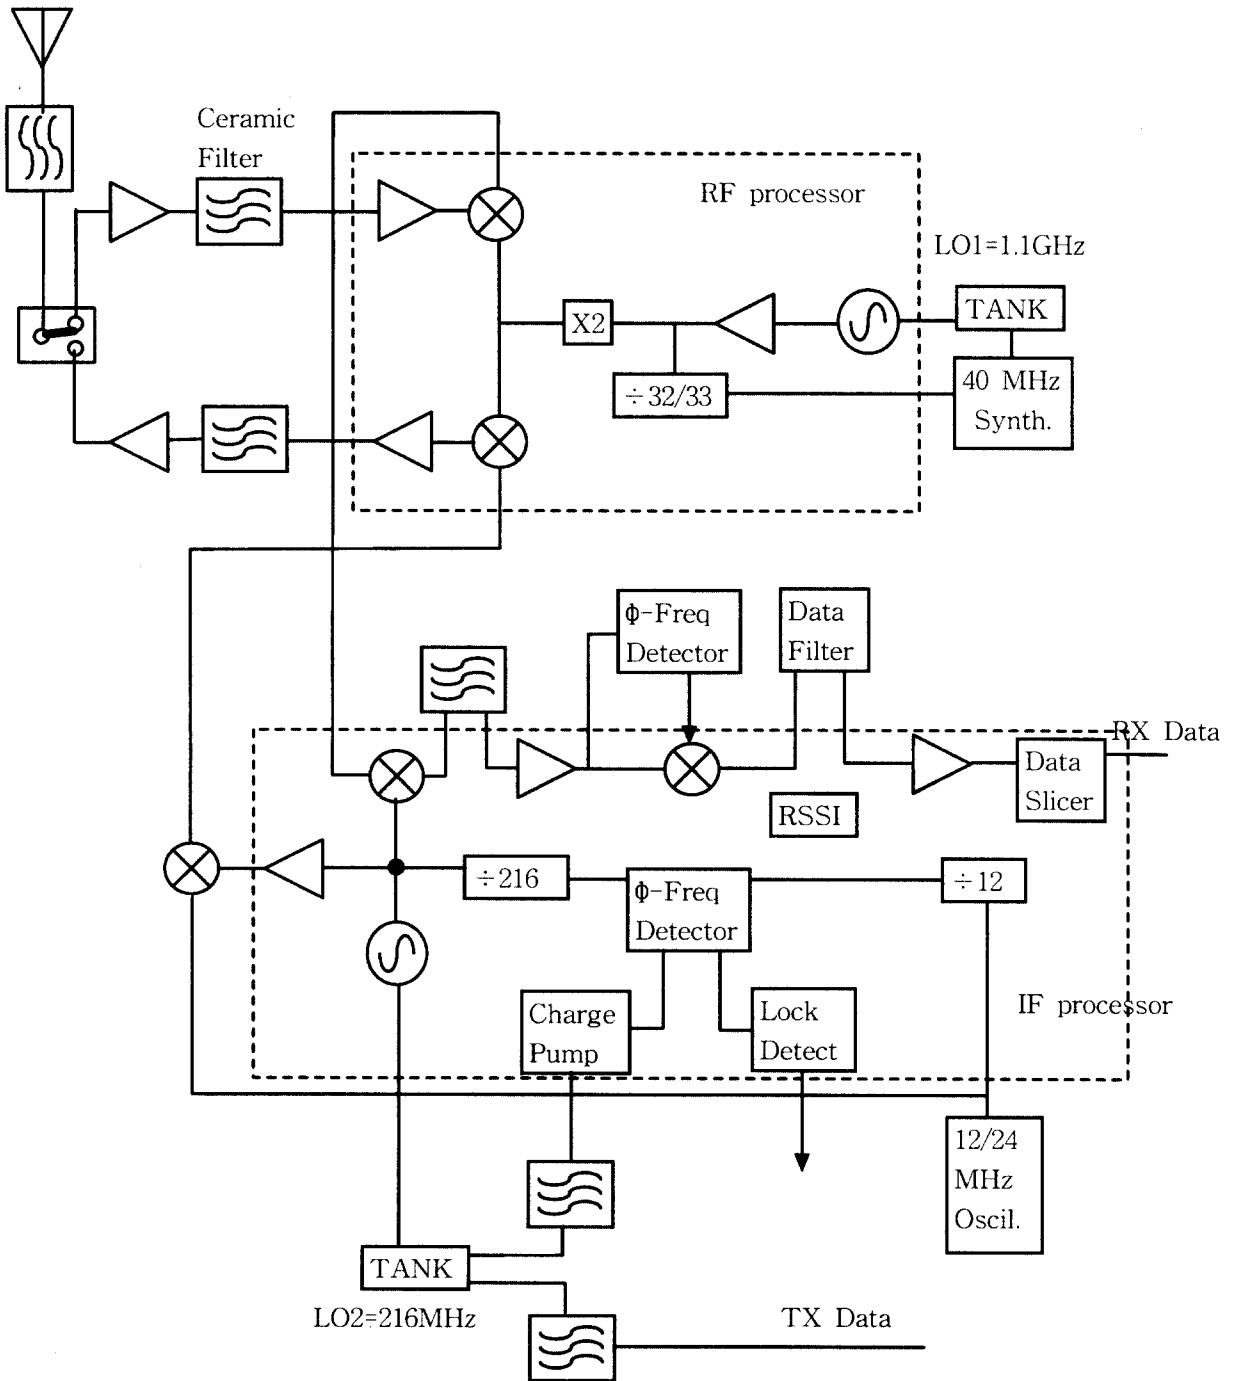 Ceramic
Filter
RF processor
LO1=1.1GHz
X2
TANK
÷32/33
40 MHz
Synth.
Φ-Freq
Detector
Data
Filter
RX Data
Data
Slicer
RSSI
÷216
Φ-Freq
Detector
÷12
Charge
Pump
Lock
Detect
IF processor
12/24
MHz
Oscil.
TANK
LO2=216MHz
TX Data